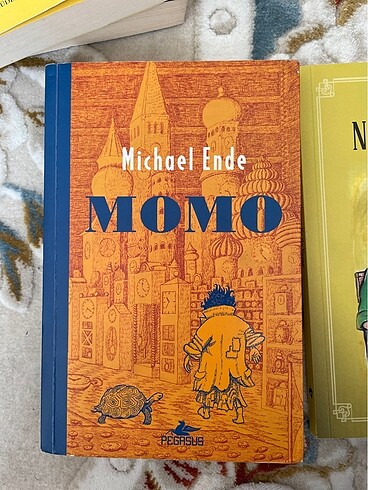 Michael Ende
MOMO
PEGASUS
N